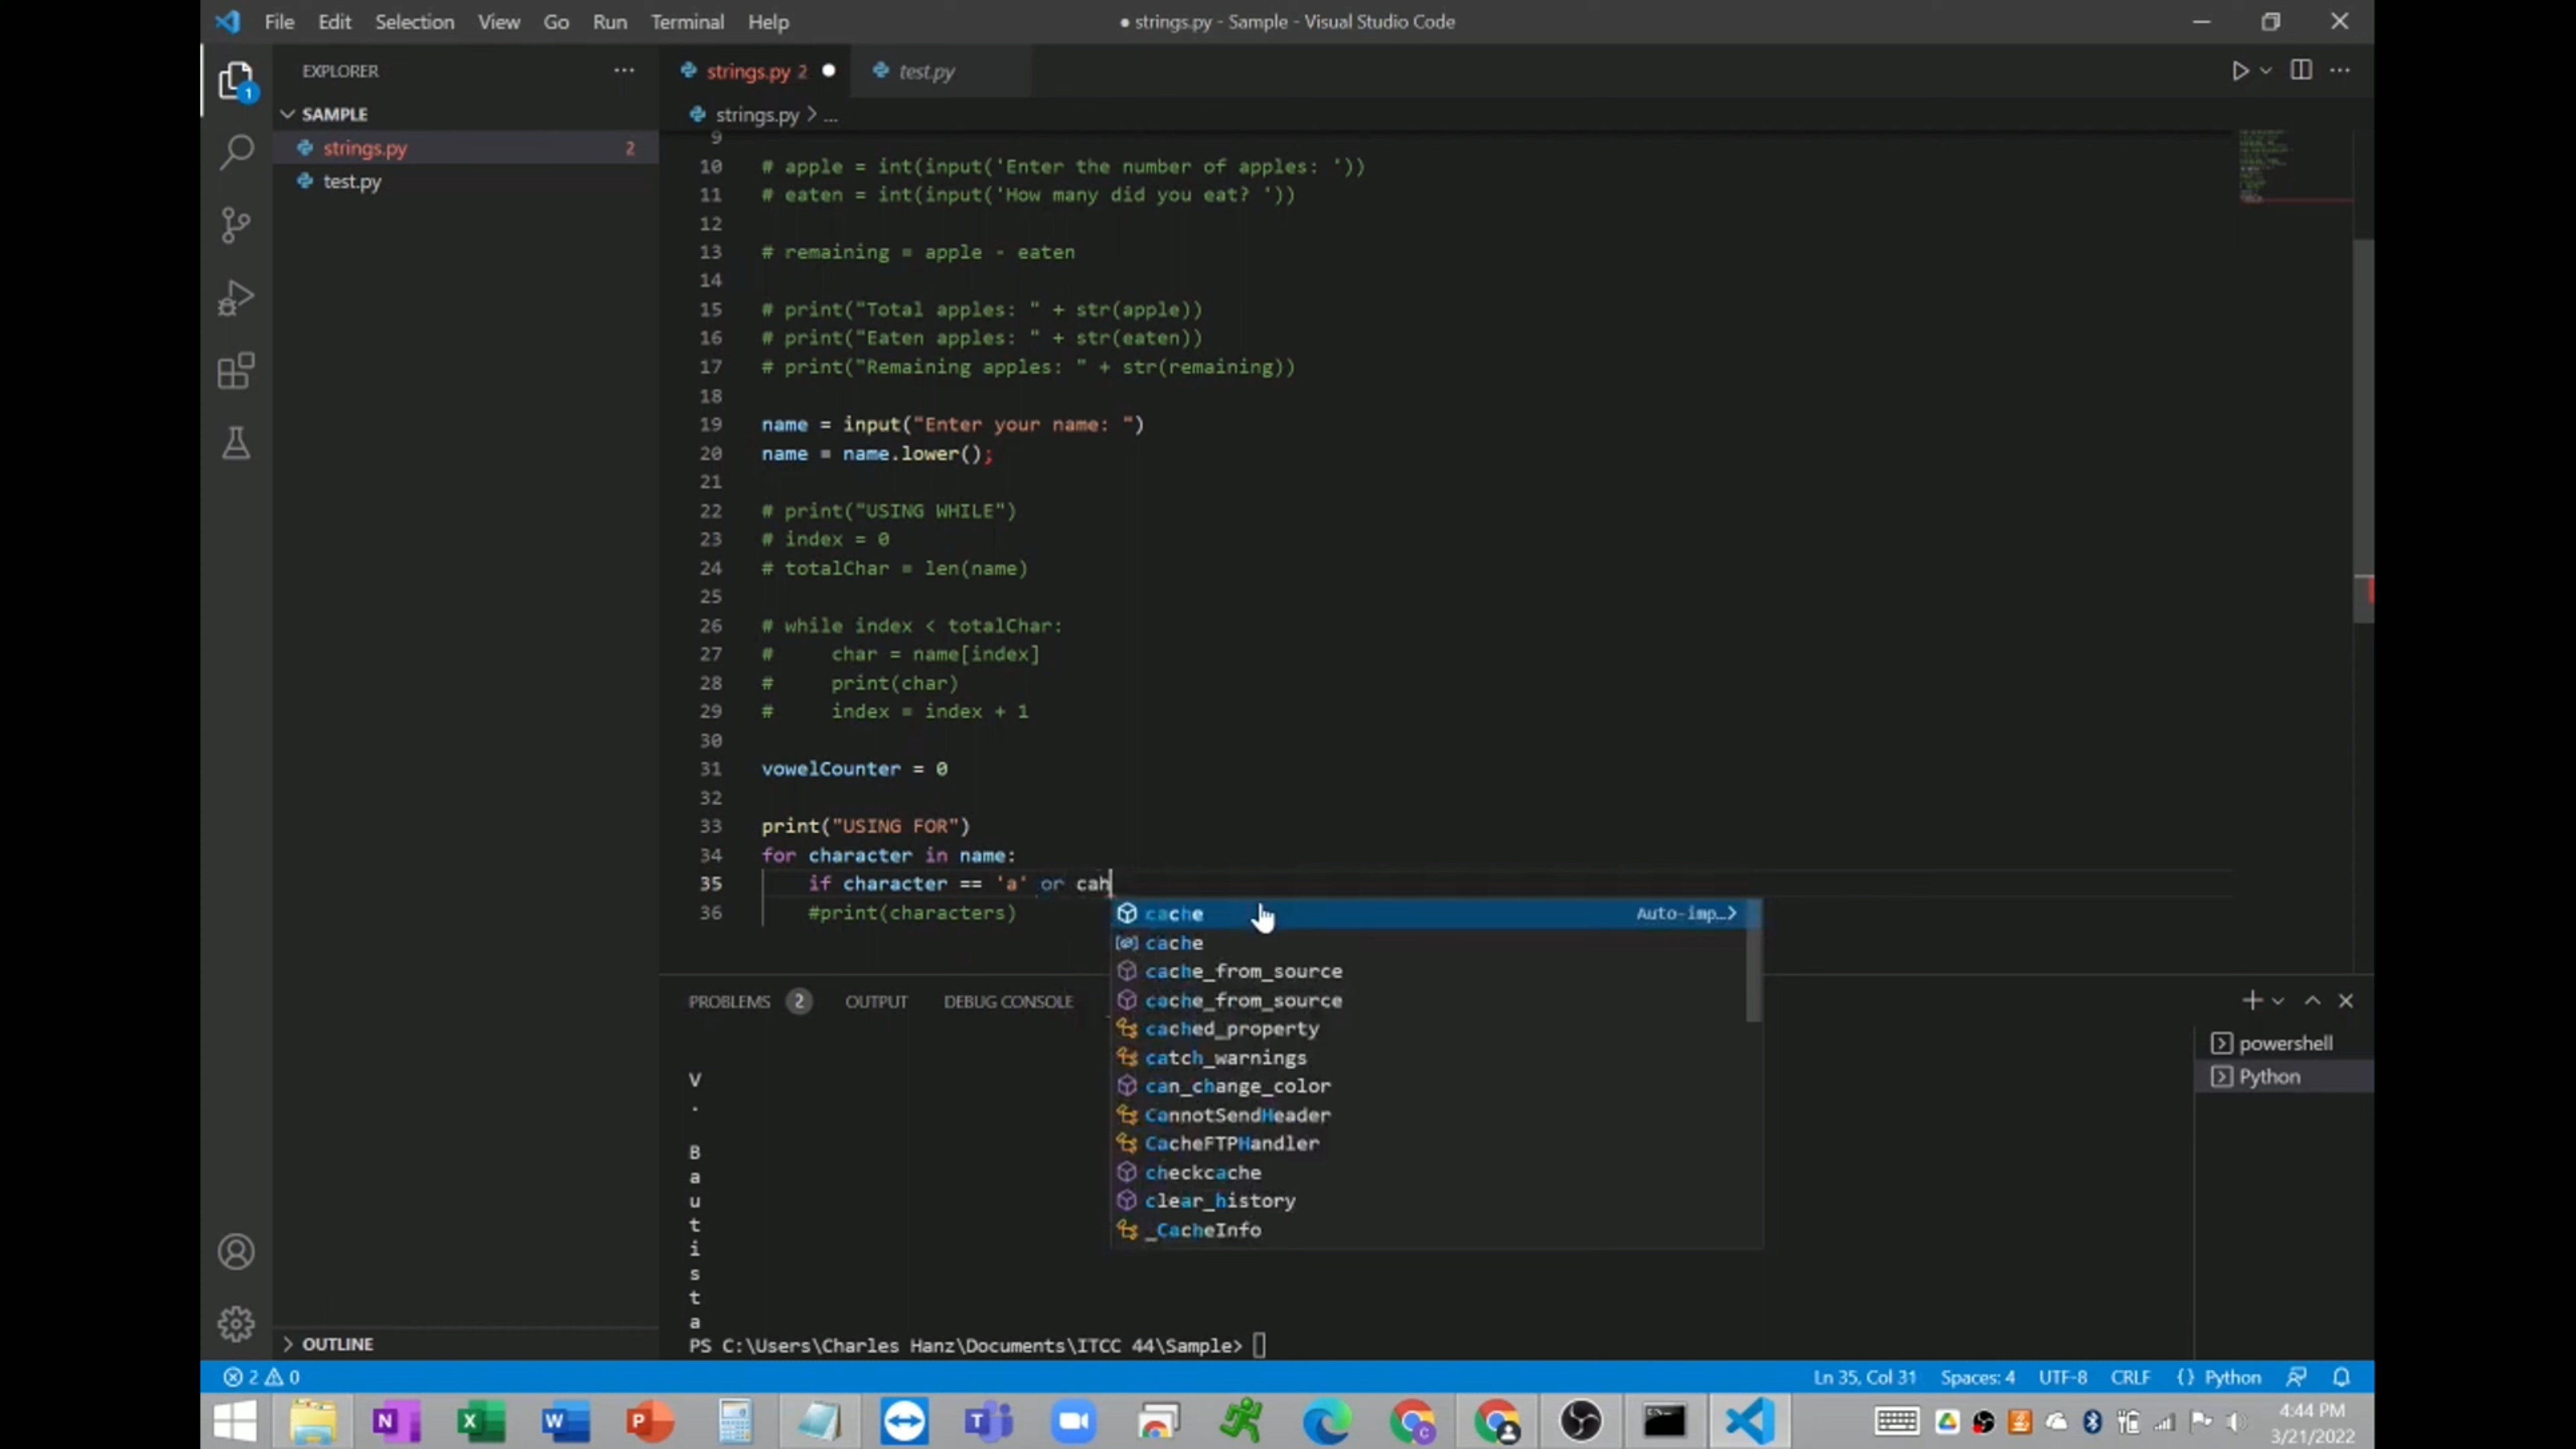 File Edit Selection View Go Run Terminal Help
● strings.py - Sample - Visual Studio Code
EXPLORER
SAMPLE
strings.py 2
test.py
OUTLINE
1
strings.py 2 ●
test.py
strings.py > ...
9
10 # apple = int(input('Enter the number of apples: '))
11 # eaten = int(input('How many did you eat? '))
12
13 # remaining = apple - eaten
14
15 # print("Total apples: " + str(apple))
16 # print("Eaten apples: " + str(eaten))
17 # print("Remaining apples: " + str(remaining))
18
19 name = input("Enter your name: ")
20 name = name.lower();
21
22 # print("USING WHILE")
23 # index = 0
24 # totalChar = len(name)
25
26 # while index < totalChar:
27 #     char = name[index]
28 #     print(char)
29 #     index = index + 1
30
31 vowelCounter = 0
32
33 print("USING FOR")
34 for character in name:
35     if character == 'a' or cah
36     #print(characters)
cache Auto-imp...
cache
cache_from_source
cache_from_source
cached_property
catch_warnings
can_change_color
CannotSendHeader
CacheFTPHandler
checkcache
clear_history
_CacheInfo
PROBLEMS 2 OUTPUT DEBUG CONSOLE
V
.
B
a
u
t
i
s
t
a
PS C:\Users\Charles Hanz\Documents\ITCC 44\Sample>
powershell
Python
2 0
Ln 35, Col 31 Spaces: 4 UTF-8 CRLF {} Python
4:44 PM
3/21/2022